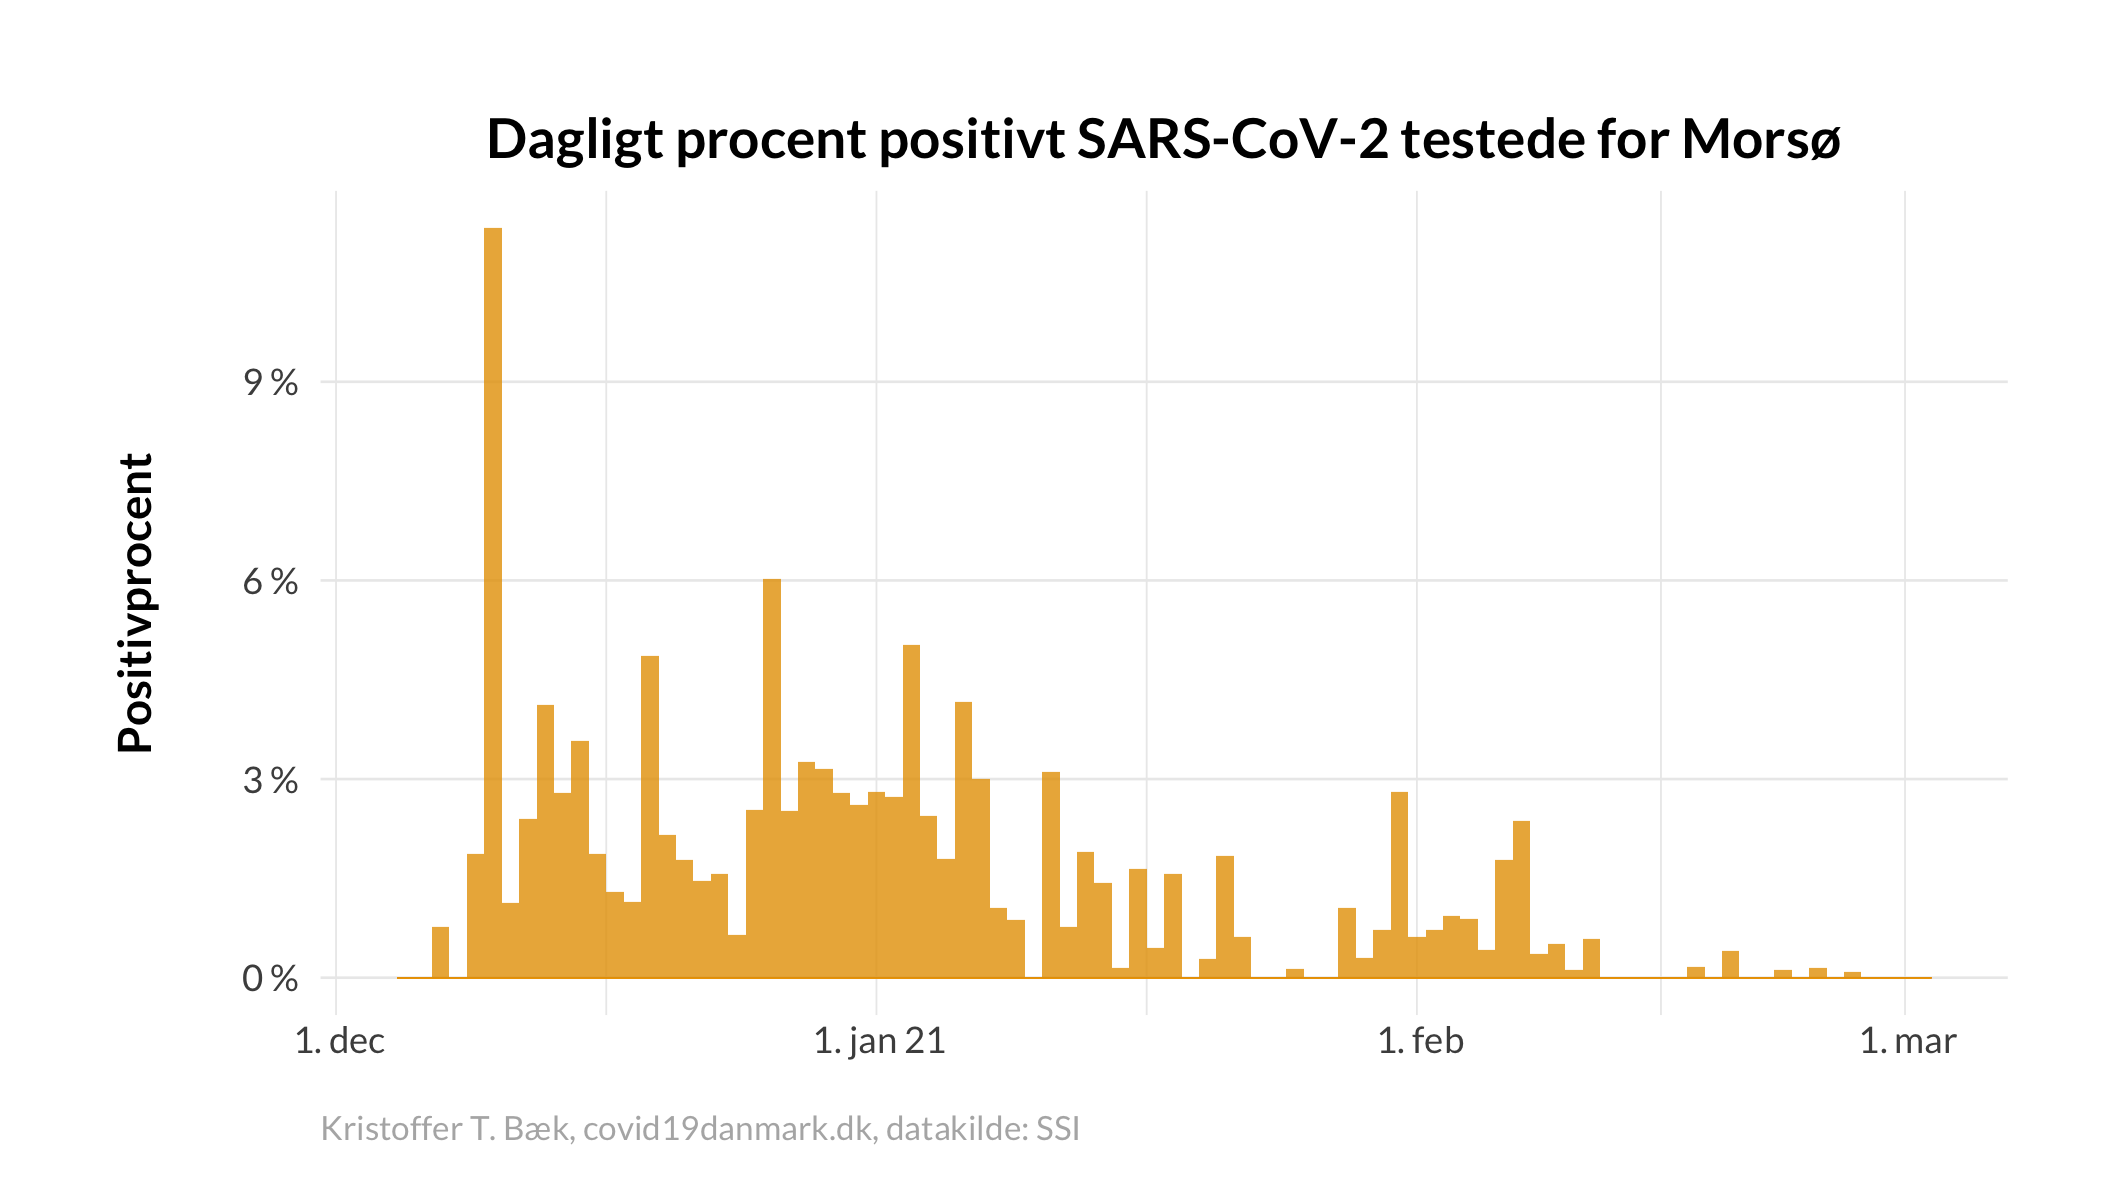 Dagligt procent positivt SARS-CoV-2 testede for Morsø
Positivprocent
9 %
6 %
3 %
0 %
1. dec
1. jan 21
1. feb
1. mar
Kristoffer T. Bæk, covid19danmark.dk, datakilde: SSI